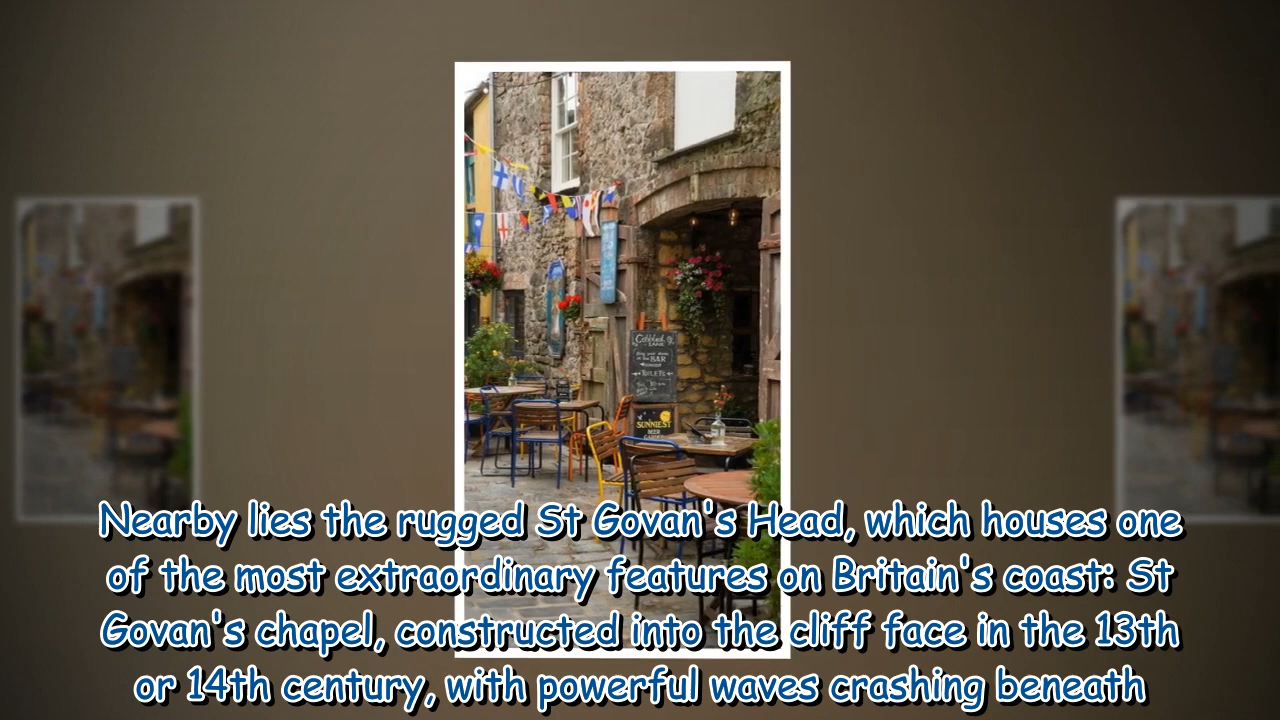 Cobbled
LANE
BAR
TOILETS
SUNNIEST
BEER
GARDEN
Nearby lies the rugged St Govan's Head, which houses one
of the most extraordinary features on Britain's coast: St
Govan's chapel, constructed into the cliff face in the 13th
or 14th century, with powerful waves crashing beneath